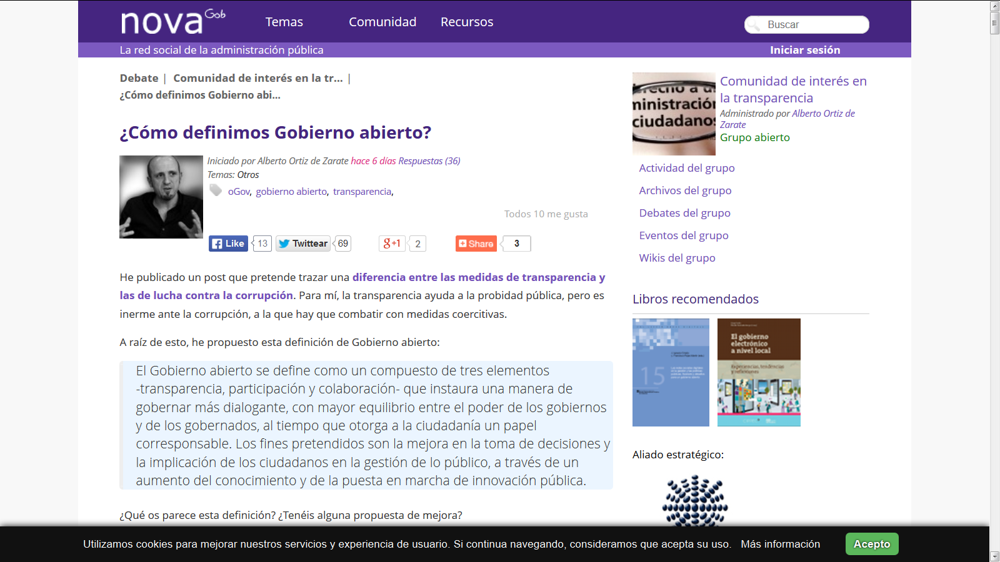 nova Gob
Temas
Comunidad
Recursos
Buscar
La red social de la administración pública
Iniciar sesión
Debate | Comunidad de interés en la tr... |
¿Cómo definimos Gobierno abi...
¿Cómo definimos Gobierno abierto?
Iniciado por Alberto Ortiz de Zarate hace 6 días Respuestas (36)
Temas: Otros
oGov, gobierno abierto, transparencia,
Todos 10 me gusta
Like 13
Twittear 69
g+1 2
Share 3
He publicado un post que pretende trazar una diferencia entre las medidas de transparencia y
las de lucha contra la corrupción. Para mí, la transparencia ayuda a la probidad pública, pero es
inerme ante la corrupción, a la que hay que combatir con medidas coercitivas.
A raíz de esto, he propuesto esta definición de Gobierno abierto:
El Gobierno abierto se define como un compuesto de tres elementos
-transparencia, participación y colaboración- que instaura una manera de
gobernar más dialogante, con mayor equilibrio entre el poder de los gobiernos
y de los gobernados, al tiempo que otorga a la ciudadanía un papel
corresponsable. Los fines pretendidos son la mejora en la toma de decisiones y
la implicación de los ciudadanos en la gestión de lo público, a través de un
aumento del conocimiento y de la puesta en marcha de innovación pública.
¿Qué os parece esta definición? ¿Tenéis alguna propuesta de mejora?
ministración
ciudadanos
Comunidad de interés en
la transparencia
Administrado por Alberto Ortiz de
Zarate
Grupo abierto
Actividad del grupo
Archivos del grupo
Debates del grupo
Eventos del grupo
Wikis del grupo
Libros recomendados
15
El gobierno
electrónico
a nivel local
Experiencias, tendencias
y reflexiones
Aliado estratégico:
Utilizamos cookies para mejorar nuestros servicios y experiencia de usuario. Si continua navegando, consideramos que acepta su uso. Más información
Acepto